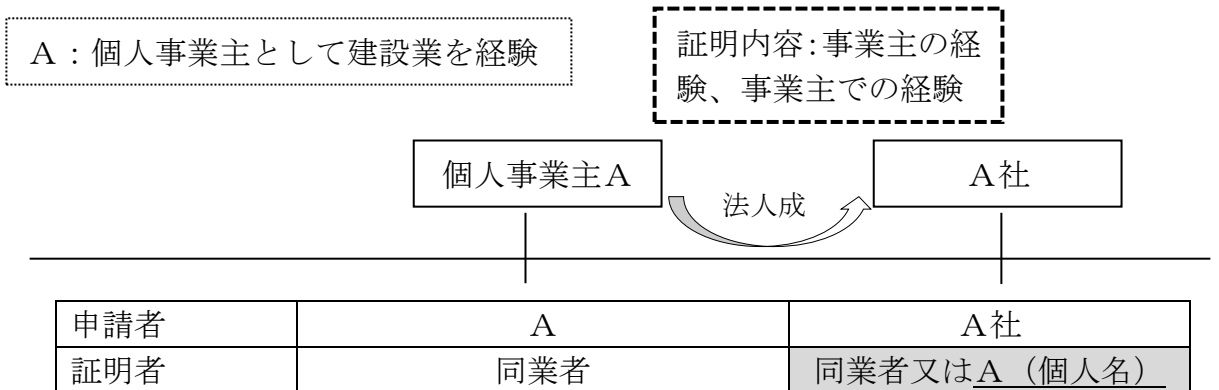 A:個人事業主として建設業を経験
証明内容:事業主の経
験、事業主での経験
個人事業主A
法人成
A社
申請者 A A社
証明者 同業者 同業者又はA(個人名)